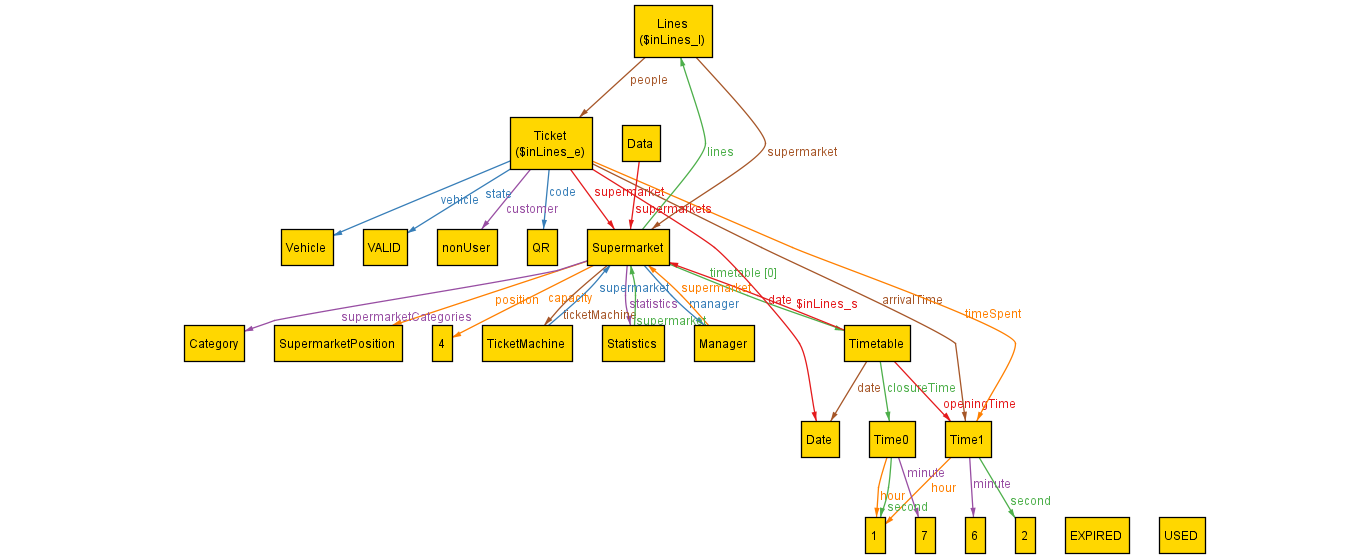 Lines
($inLines_l)
people
Ticket
($inLines_e)
Data
lines
supermarket
vehicle
state
customer
code
supermarket
supermarkets
Vehicle
VALID
nonUser
QR
Supermarket
timetable [0]
supermarketCategories
position
capacity
ticketMachine
supermarket
statistics
supermarket
supermarket
manager
date
$inLines_s
arrivalTime
timeSpent
Category
SupermarketPosition
4
TicketMachine
Statistics
Manager
Timetable
date
closureTime
openingTime
Date
Time0
Time1
hour
second
minute
hour
minute
second
1
7
6
2
EXPIRED
USED